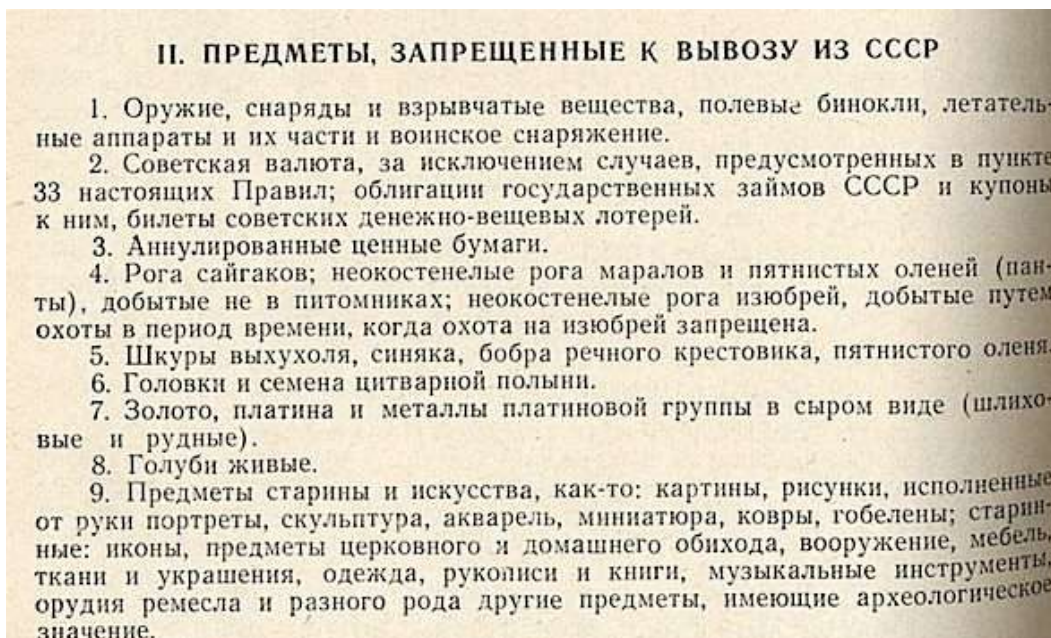 II. ПРЕДМЕТЫ, ЗАПРЕЩЕННЫЕ К ВЫВОЗУ ИЗ СССР
1. Оружие, снаряды и взрывчатые вещества, полевые бинокли, летатель-
ные аппараты и их части и воинское снаряжение.
2. Советская валюта, за исключением случаев, предусмотренных в пункте
33 настоящих Правил; облигации государственных займов СССР и купоны
к ним, билеты советских денежно-вещевых лотерей.
3. Аннулированные ценные бумаги.
4. Рога сайгаков; неокостенелые рога маралов и пятнистых оленей (пан-
ты), добытые не в питомниках; неокостенелые рога изюбрей, добытые путем
охоты в период времени, когда охота на изюбрей запрещена.
5. Шкуры выхухоля, синяка, бобра речного крестовика, пятнистого оленя.
6. Головки и семена цитварной полыни.
7. Золото, платина и металлы платиновой группы в сыром виде (шлихо-
вые и рудные).
8. Голуби живые.
9. Предметы старины и искусства, как-то: картины, рисунки, исполненные
от руки портреты, скульптура, акварель, миниатюра, ковры, гобелены; старин-
ные: иконы, предметы церковного и домашнего обихода, вооружение, мебель,
ткани и украшения, одежда, рукописи и книги, музыкальные инструменты,
орудия ремесла и разного рода другие предметы, имеющие археологическое
значение.